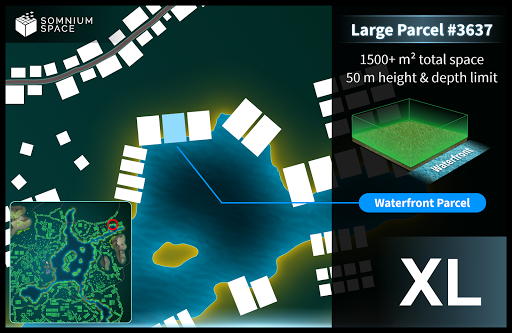 SOMNIUM
SPACE
Large Parcel #3637
1500+ m² total space
50 m height & depth limit
Waterfront
Waterfront Parcel
XL